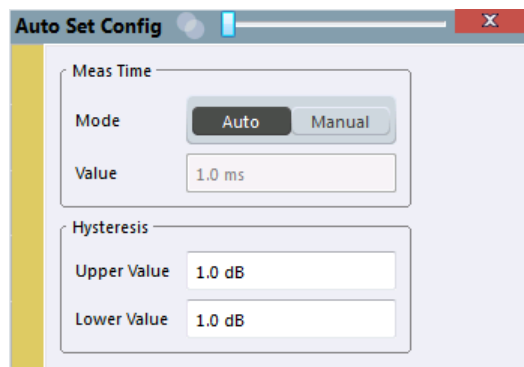 Auto Set Config
Meas Time
Mode Auto Manual
Value 1.0 ms
Hysteresis
Upper Value 1.0 dB
Lower Value 1.0 dB